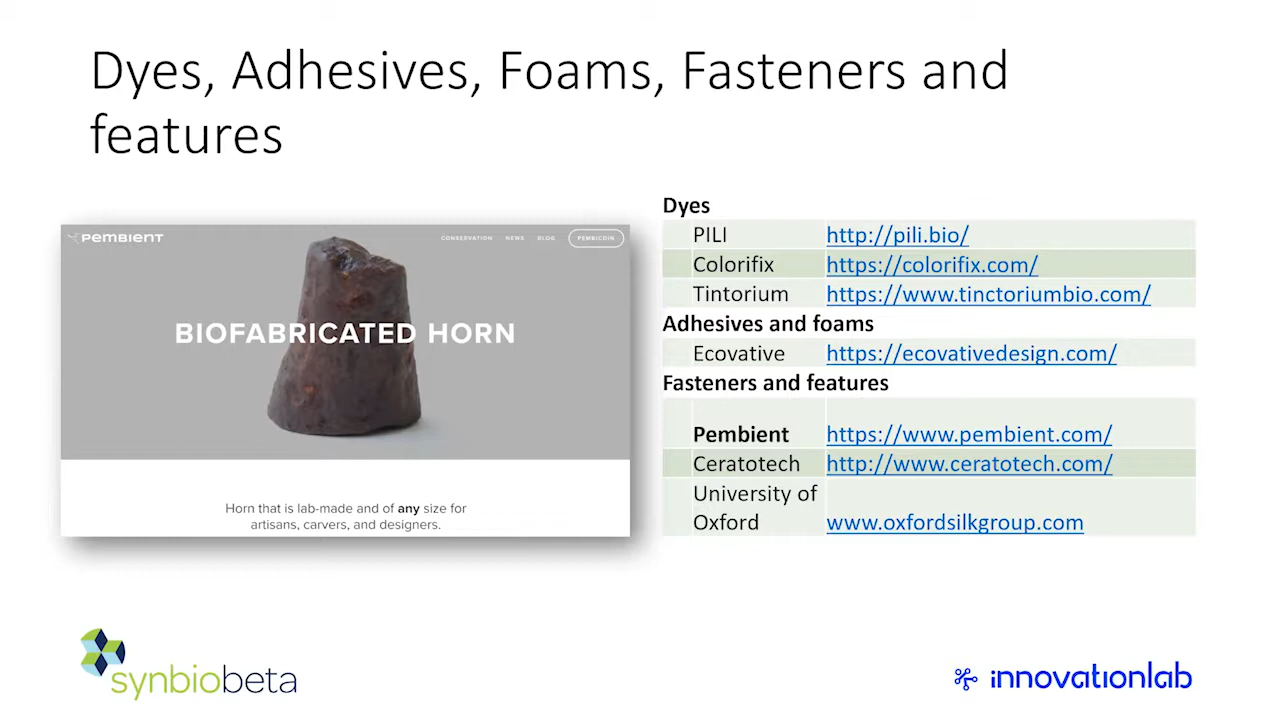 Dyes, Adhesives, Foams, Fasteners and
features
PEMBIENT
CONSERVATION NEWS BLOG PEMBICOIN
BIOFABRICATED HORN
Horn that is lab-made and of any size for
artisans, carvers, and designers.
Dyes
PILI http://pili.bio/
Colorifix https://colorifix.com/
Tintorium https://www.tinctoriumbio.com/
Adhesives and foams
Ecovative https://ecovativedesign.com/
Fasteners and features
Pembient https://www.pembient.com/
Ceratotech http://www.ceratotech.com/
University of
Oxford www.oxfordsilkgroup.com
synbiobeta
innovationlab